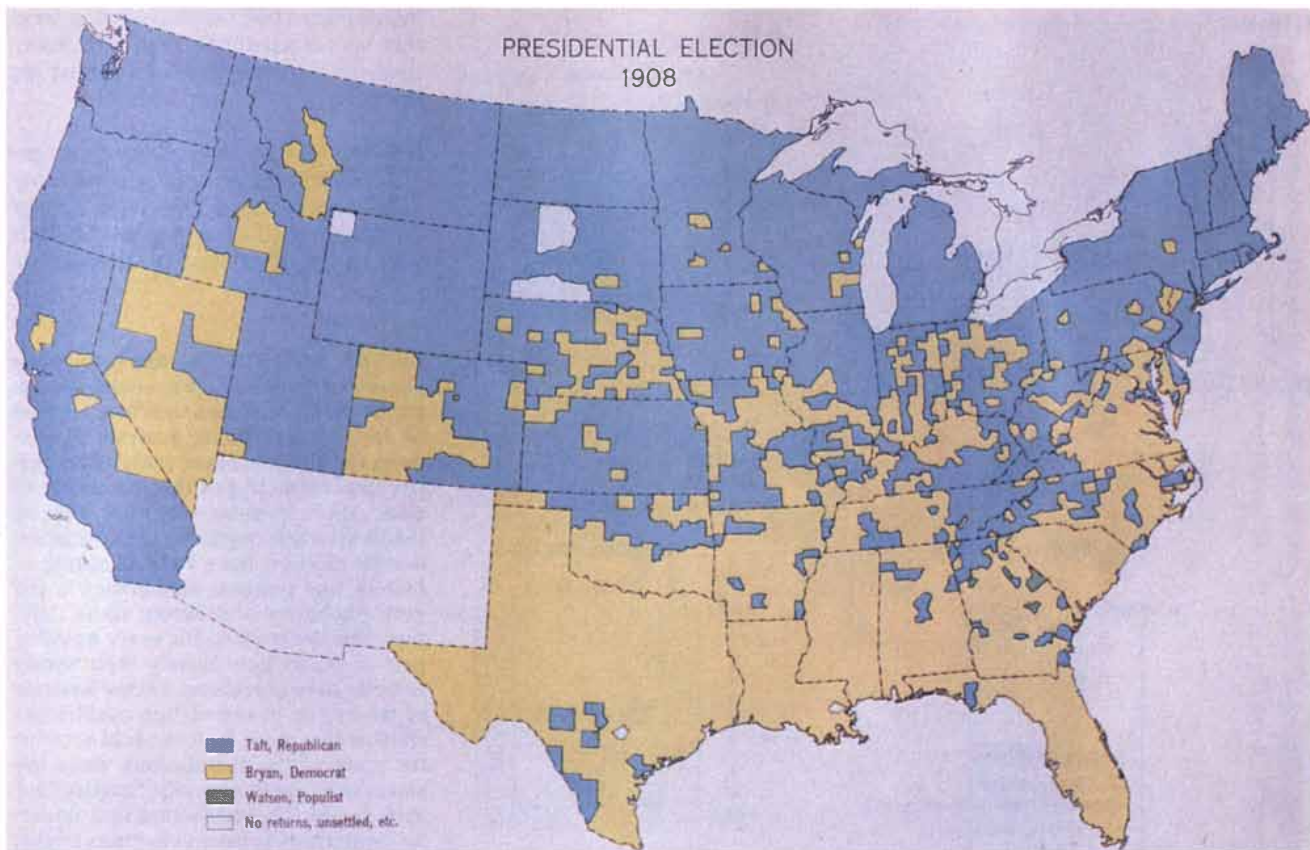 PRESIDENTIAL ELECTION
1908
Taft, Republican
Bryan, Democrat
Watson, Populist
No returns, unsettled, etc.